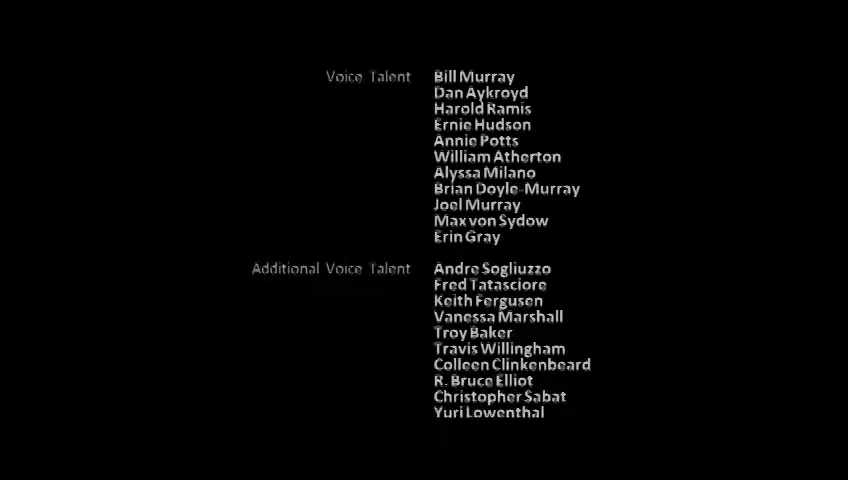 Voice Talent Bill Murray
Dan Aykroyd
Harold Ramis
Ernie Hudson
Annie Potts
William Atherton
Alyssa Milano
Brian Doyle-Murray
Joel Murray
Max von Sydow
Erin Gray
Additional Voice Talent Andre Sogliuzzo
Fred Tatasciore
Keith Fergusen
Vanessa Marshall
Troy Baker
Travis Willingham
Colleen Clinkenbeard
R. Bruce Elliot
Christopher Sabat
Yuri Lowenthal